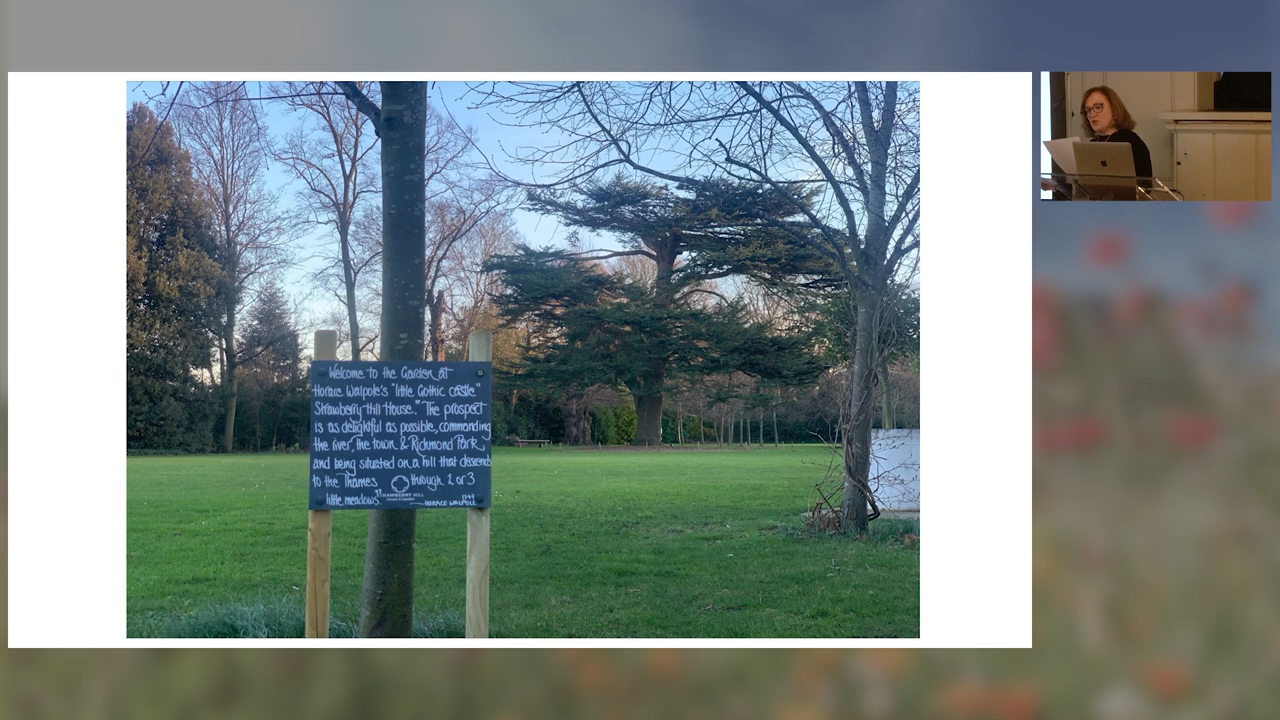 Welcome to the Garden at
Horace Walpole's "little Gothic castle"
Strawberry Hill House." The prospect
is as delightful as possible, commanding
the river, the town & Richmond Park
and being situated on a hill that descends
to the Thames through 2 or 3
little meadows"
STRAWBERRY HILL
House & Garden
HORACE WALPOLE